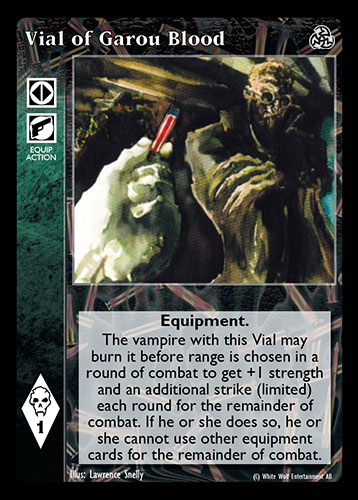 Vial of Garou Blood
EQUIP
ACTION
Equipment.
The vampire with this Vial may
burn it before range is chosen in a
round of combat to get +1 strength
and an additional strike (limited)
each round for the remainder of
combat. If he or she does so, he or
she cannot use other equipment
cards for the remainder of combat.
1
Illus: Lawrence Snelly
(C) White Wolf Entertainment AB